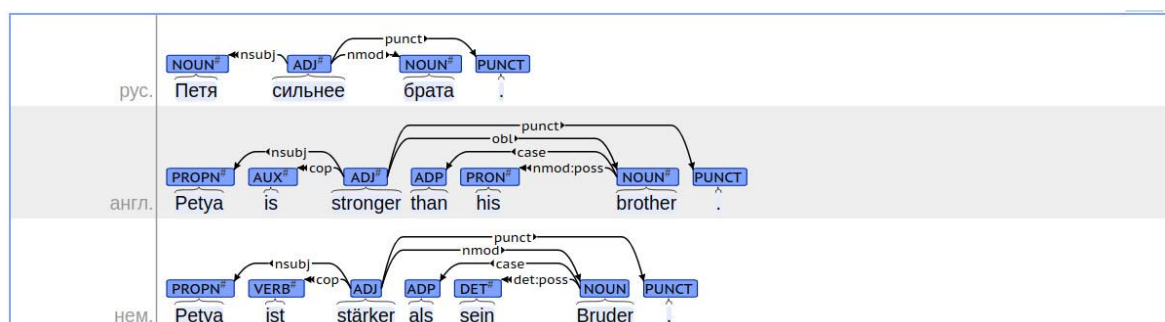 punct
nsubj nmod
NOUN# ADJ# NOUN# PUNCT
рус. Петя сильнее брата .
punct
obl
nsubj case
cop nmod:poss
PROPN# AUX# ADJ# ADP PRON# NOUN# PUNCT
англ. Petya is stronger than his brother .
punct
nmod
nsubj case
cop det:poss
PROPN# VERB# ADJ ADP DET# NOUN PUNCT
нем. Petya ist stärker als sein Bruder .